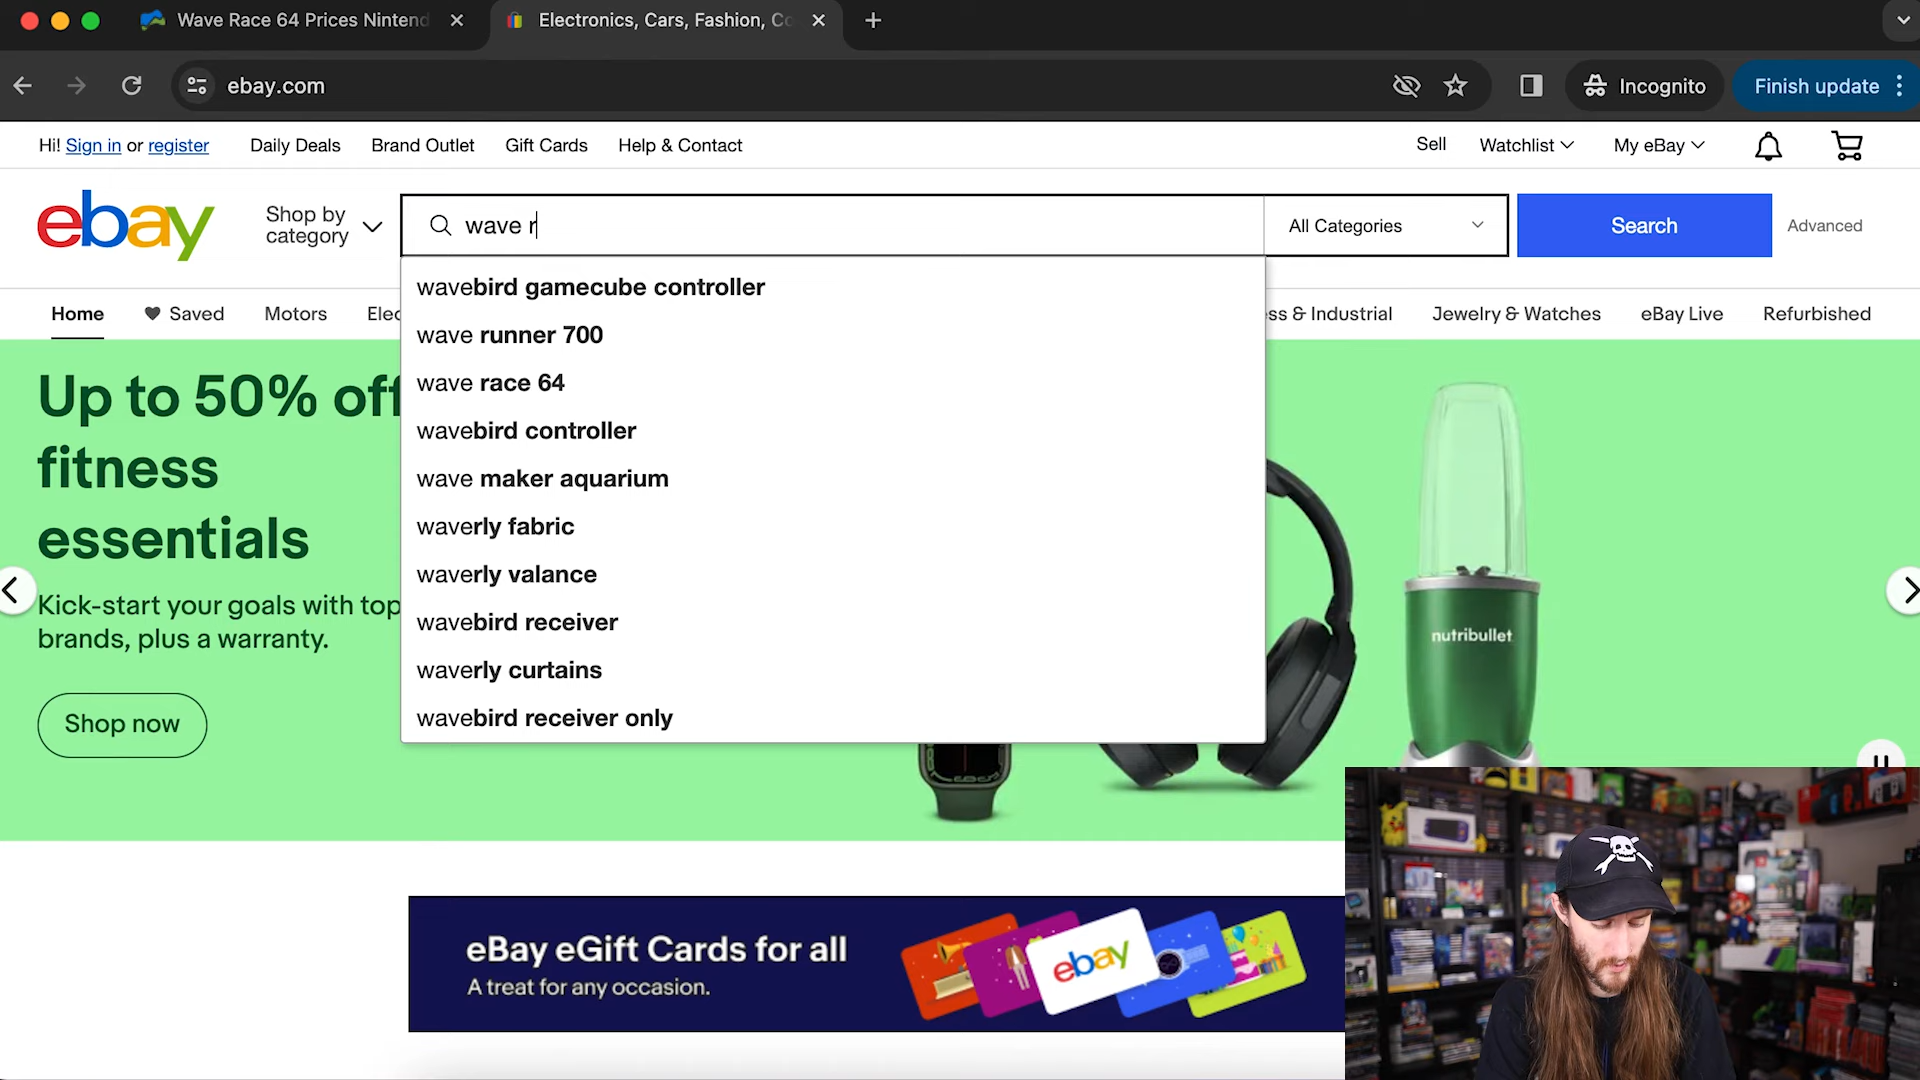 Wave Race 64 Prices Nintend
Electronics, Cars, Fashion, Co
ebay.com
Incognito
Finish update
Hi! Sign in or register
Daily Deals
Brand Outlet
Gift Cards
Help & Contact
Sell
Watchlist
My eBay
ebay
Shop by
category
wave r
All Categories
Search
Advanced
Home
Saved
Motors
Elec
ss & Industrial
Jewelry & Watches
eBay Live
Refurbished
wavebird gamecube controller
wave runner 700
wave race 64
wavebird controller
wave maker aquarium
waverly fabric
waverly valance
wavebird receiver
waverly curtains
wavebird receiver only
Up to 50% off
fitness
essentials
Kick-start your goals with top
brands, plus a warranty.
Shop now
nutribullet
eBay eGift Cards for all
A treat for any occasion.
ebay